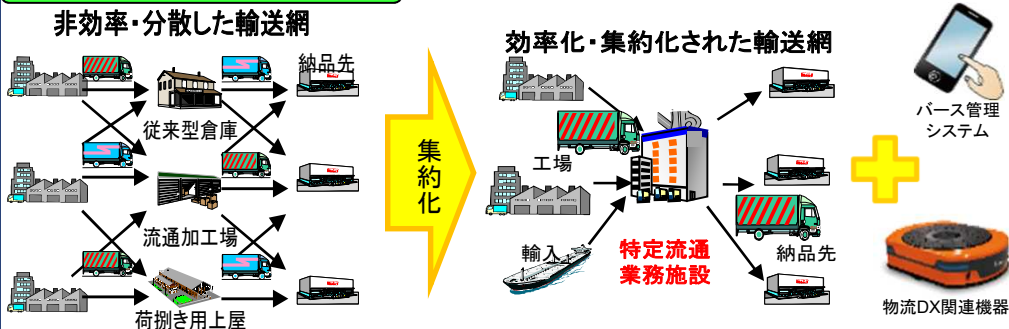 非効率・分散した輸送網
納品先
従来型倉庫
流通加工場
荷捌き用上屋
集約化
効率化・集約化された輸送網
工場
輸入
特定流通
業務施設
納品先
バース管理
システム
物流DX関連機器